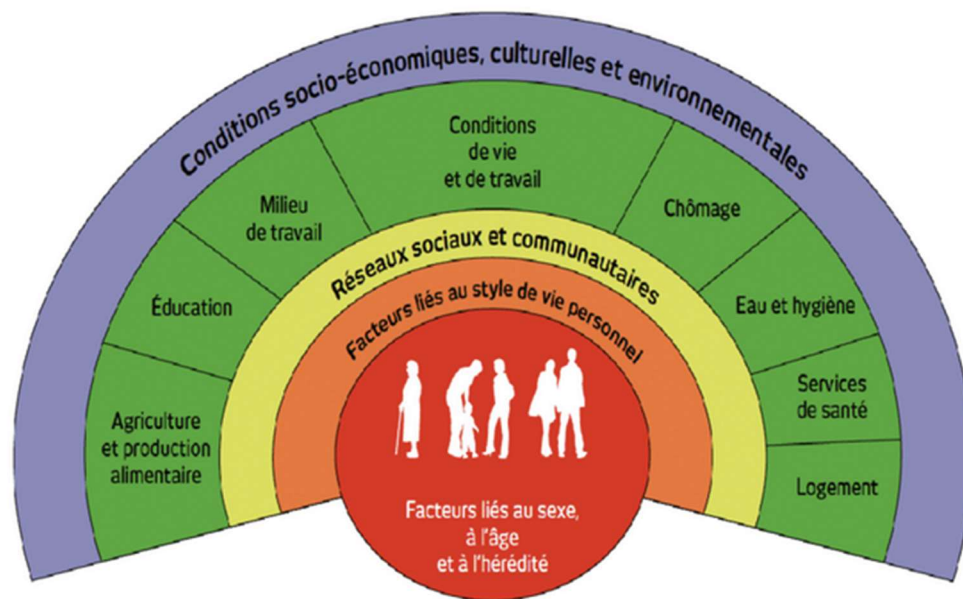 Conditions socio-économiques, culturelles et environnementales
Conditions
de vie
et de travail
Milieu
de travail
Chômage
Éducation
Eau et hygiène
Agriculture
et production
alimentaire
Services
de santé
Logement
Réseaux sociaux et communautaires
Facteurs liés au style de vie personnel
Facteurs liés au sexe,
à l'âge
et à l'hérédité